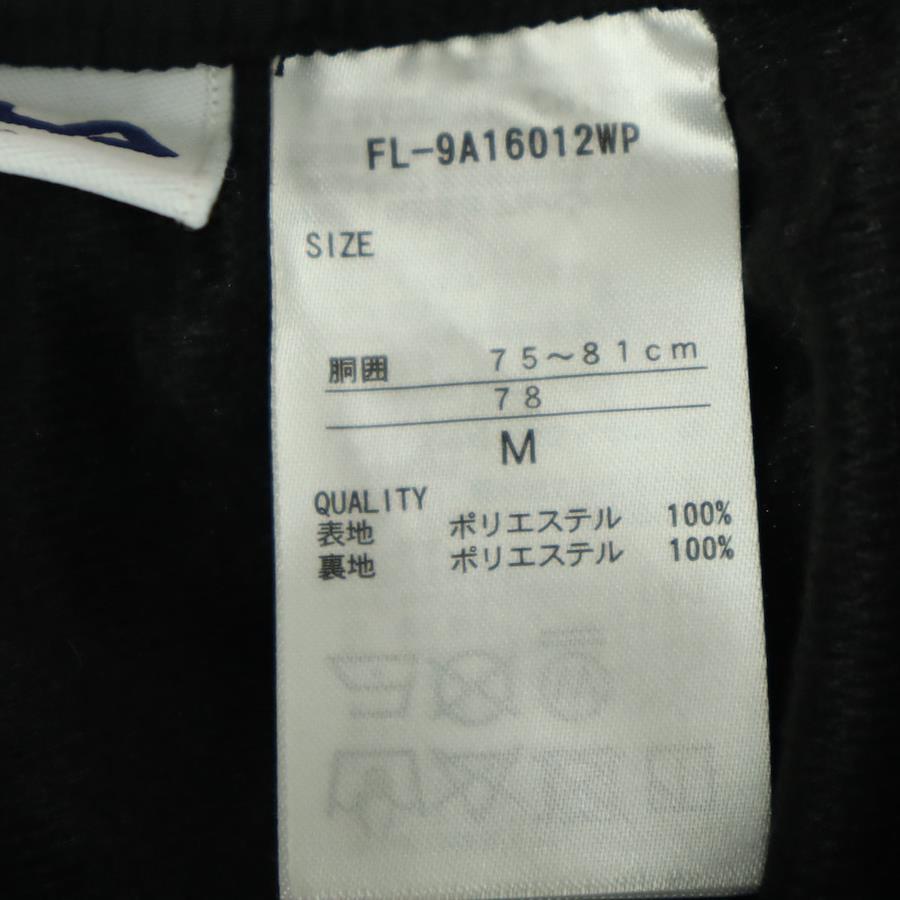 FL-9A16012WP
SIZE
胴囲 75〜81cm
78
M
QUALITY
表地 ポリエステル 100%
裏地 ポリエステル 100%